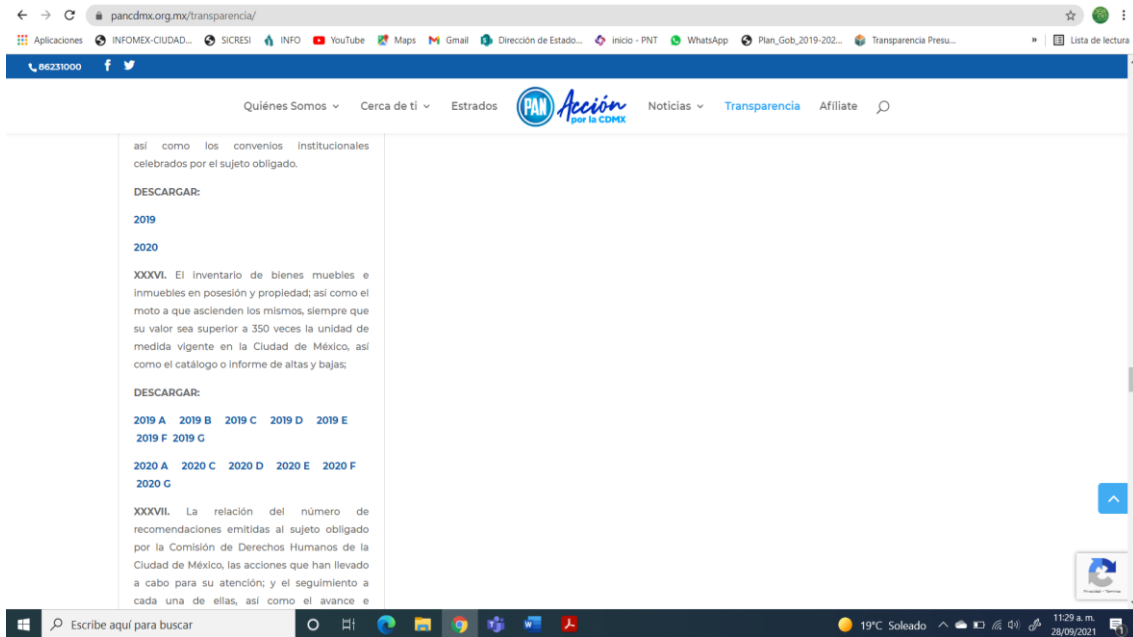 pancdmx.org.mx/transparencia/
Aplicaciones INFOMEX-CIUDAD... SICRESI INFO YouTube Maps Gmail Dirección de Estado... inicio - PNT WhatsApp Plan_Gob_2019-202... Transparencia Presu... » Lista de lectura
86231000
Quiénes Somos Cerca de ti Estrados PAN Acción por la CDMX Noticias Transparencia Afíliate
así como los convenios institucionales
celebrados por el sujeto obligado.
DESCARGAR:
2019
2020
XXXVI. El inventario de bienes muebles e
inmuebles en posesión y propiedad; así como el
moto a que ascienden los mismos, siempre que
su valor sea superior a 350 veces la unidad de
medida vigente en la Ciudad de México, así
como el catálogo o informe de altas y bajas;
DESCARGAR:
2019 A 2019 B 2019 C 2019 D 2019 E
2019 F 2019 G
2020 A 2020 C 2020 D 2020 E 2020 F
2020 G
XXXVII. La relación del número de
recomendaciones emitidas al sujeto obligado
por la Comisión de Derechos Humanos de la
Ciudad de México, las acciones que han llevado
a cabo para su atención; y el seguimiento a
cada una de ellas, así como el avance e
Privacidad - Términos
Escribe aquí para buscar
19°C Soleado
11:29 a. m.
28/09/2021